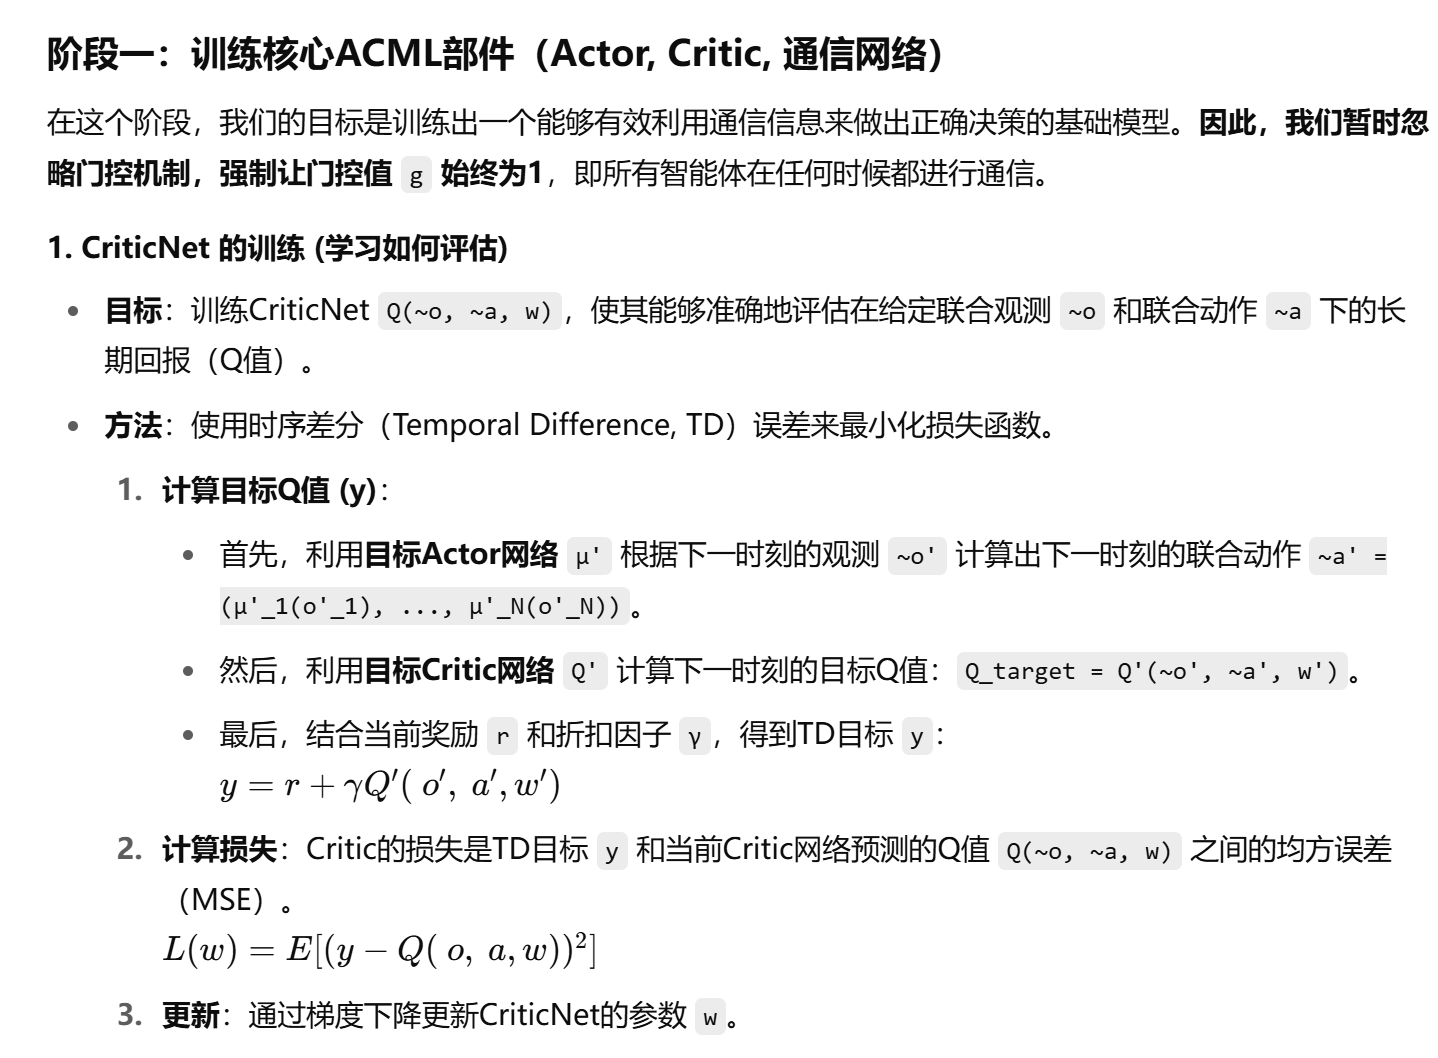 阶段一：训练核心ACML部件（Actor, Critic, 通信网络）
在这个阶段，我们的目标是训练出一个能够有效利用通信信息来做出正确决策的基础模型。因此，我们暂时忽
略门控机制，强制让门控值 g 始终为1，即所有智能体在任何时候都进行通信。
1. CriticNet 的训练 (学习如何评估)
• 目标：训练CriticNet Q(~o, ~a, w)，使其能够准确地评估在给定联合观测 ~o 和联合动作 ~a 下的长
期回报（Q值）。
• 方法：使用时序差分（Temporal Difference, TD）误差来最小化损失函数。
1. 计算目标Q值 (y)：
• 首先，利用目标Actor网络 μ' 根据下一时刻的观测 ~o' 计算出下一时刻的联合动作 ~a' =
(μ'_1(o'_1), ..., μ'_N(o'_N))。
• 然后，利用目标Critic网络 Q' 计算下一时刻的目标Q值：Q_target = Q'(~o', ~a', w')。
• 最后，结合当前奖励 r 和折扣因子 γ，得到TD目标 y：
y = r + γQ′( o′, a′, w′)
2. 计算损失：Critic的损失是TD目标 y 和当前Critic网络预测的Q值 Q(~o, ~a, w) 之间的均方误差
（MSE）。
L(w) = E[(y − Q( o, a, w))²]
3. 更新：通过梯度下降更新CriticNet的参数 w。